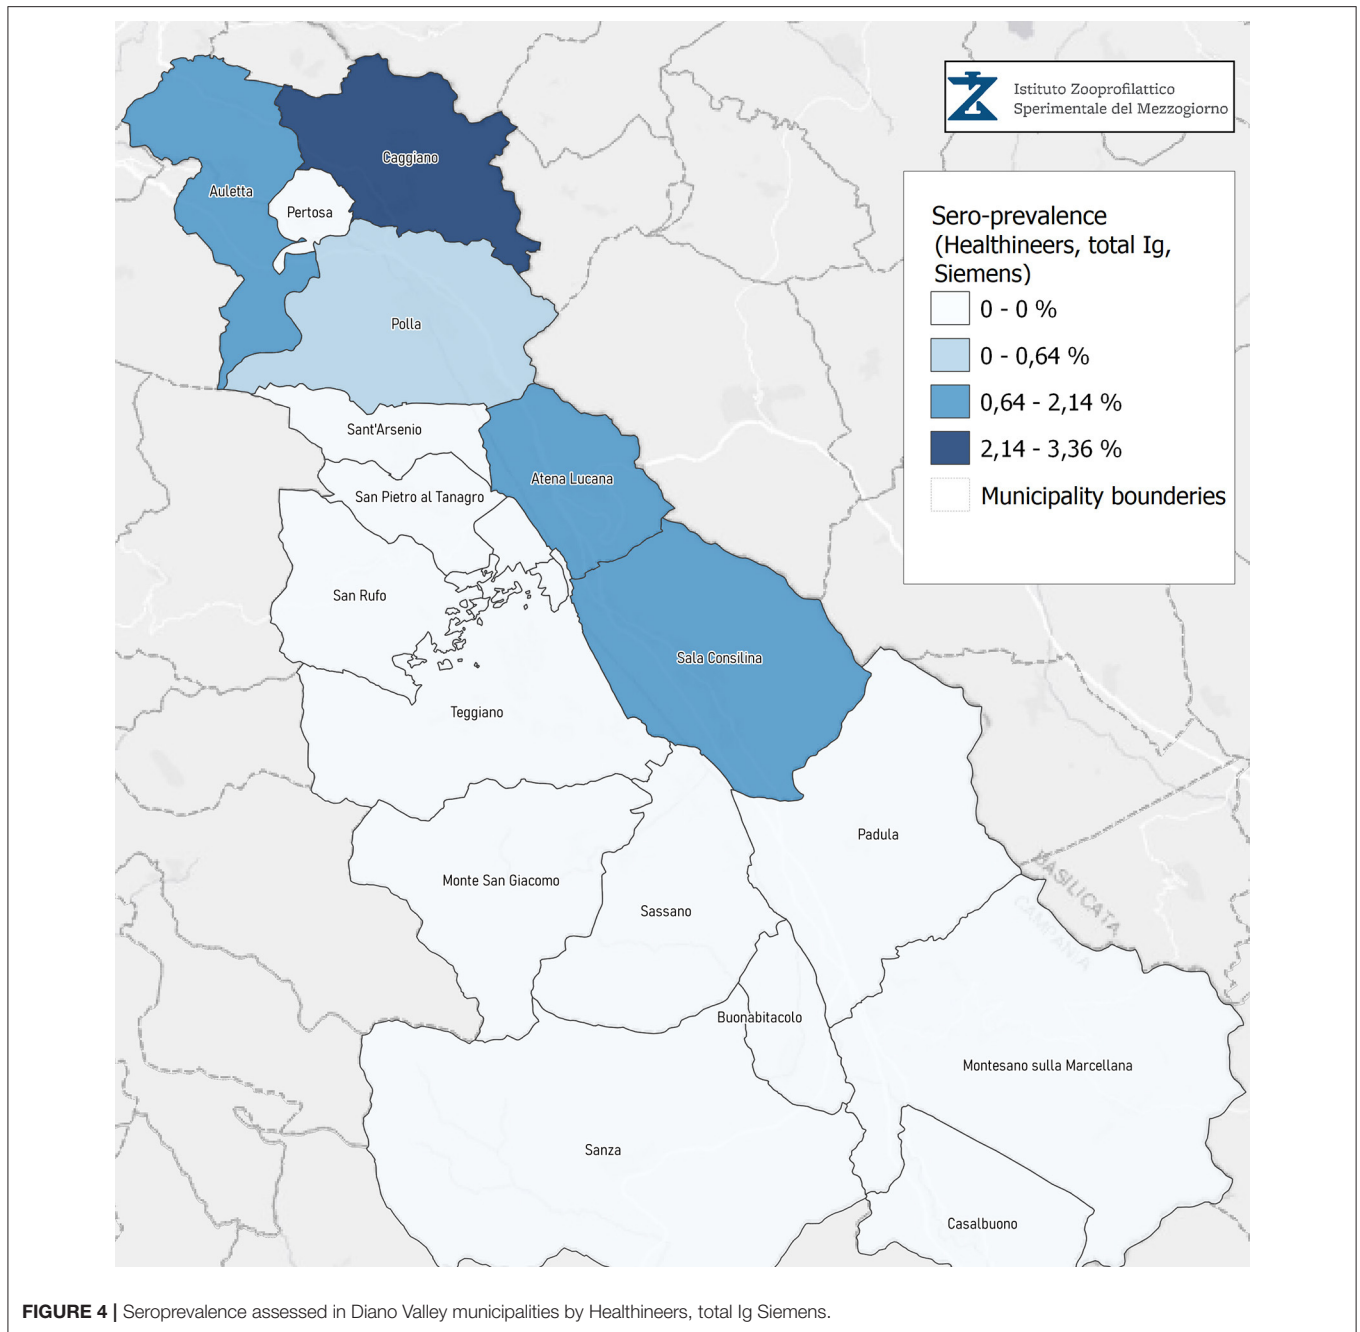 Istituto Zooprofilattico
Sperimentale del Mezzogiorno
Sero-prevalence
(Healthineers, total Ig,
Siemens)
0 - 0 %
0 - 0,64 %
0,64 - 2,14 %
2,14 - 3,36 %
Municipality bounderies
Caggiano
Auletta
Pertosa
Polla
Sant'Arsenio
Atena Lucana
San Pietro al Tanagro
San Rufo
Sala Consilina
Teggiano
Padula
Monte San Giacomo
Sassano
BASILICATA
CAMPANIA
Buonabitacolo
Montesano sulla Marcellana
Sanza
Casalbuono
FIGURE 4 | Seroprevalence assessed in Diano Valley municipalities by Healthineers, total Ig Siemens.